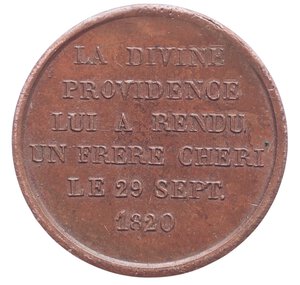 LA DIVINE
PROVIDENCE
LUI A RENDU
UN FRERE CHERI
LE 29 SEPT.
1820